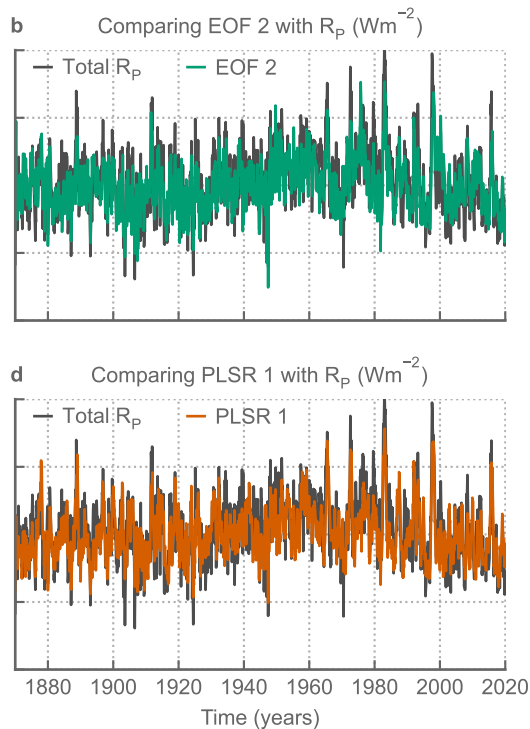 b Comparing EOF 2 with R_P (Wm⁻²)
Total R_P EOF 2
d Comparing PLSR 1 with R_P (Wm⁻²)
Total R_P PLSR 1
1880 1900 1920 1940 1960 1980 2000 2020
Time (years)